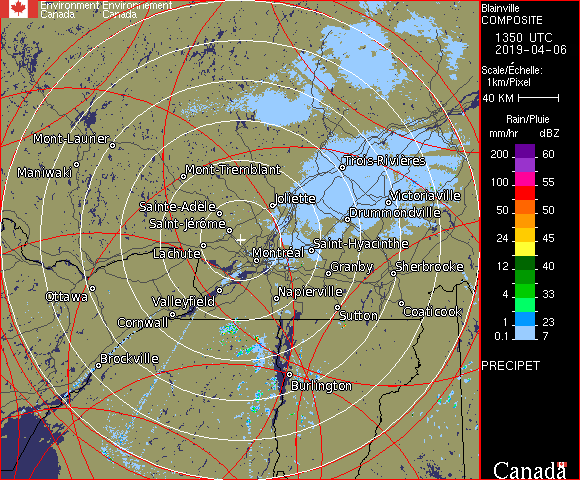 Environment Environnement
Canada Canada
Blainville
COMPOSITE
1350 UTC
2019-04-06
Scale/Échelle:
1km/Pixel
40 KM
Rain/Pluie
mm/hr dBZ
200 60
100 55
50 50
24 45
12 40
4 33
1 23
0.1 7
PRECIPET
Mont-Laurier
Maniwaki
Mont-Tremblant
Trois-Rivières
Joliette
Victoriaville
Sainte-Adèle
Drummondville
Saint-Jérôme
Saint-Hyacinthe
Lachute
Montréal
Granby
Sherbrooke
Ottawa
Valleyfield
Napierville
Cornwall
Sutton
Coaticook
Brockville
Burlington
Canada